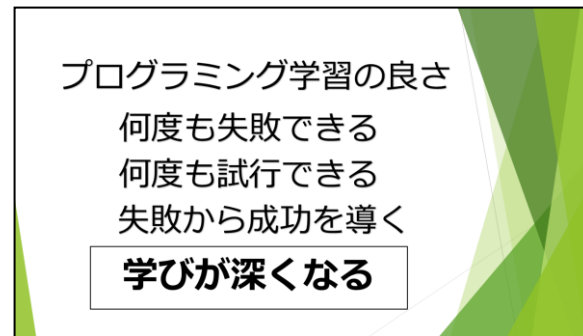 プログラミング学習の良さ
何度も失敗できる
何度も試行できる
失敗から成功を導く
学びが深くなる